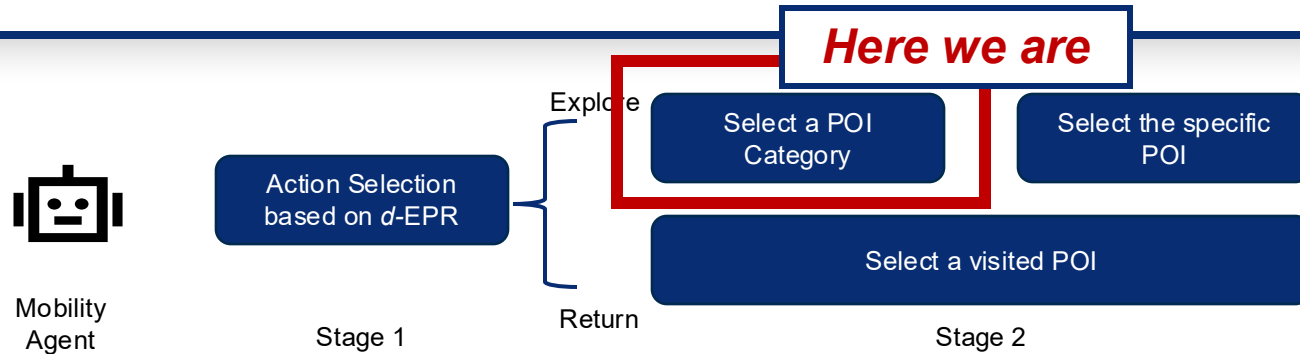 Here we are
Explore
Select a POI
Category
Select the specific
POI
Action Selection
based on d-EPR
Select a visited POI
Mobility
Agent
Stage 1
Return
Stage 2